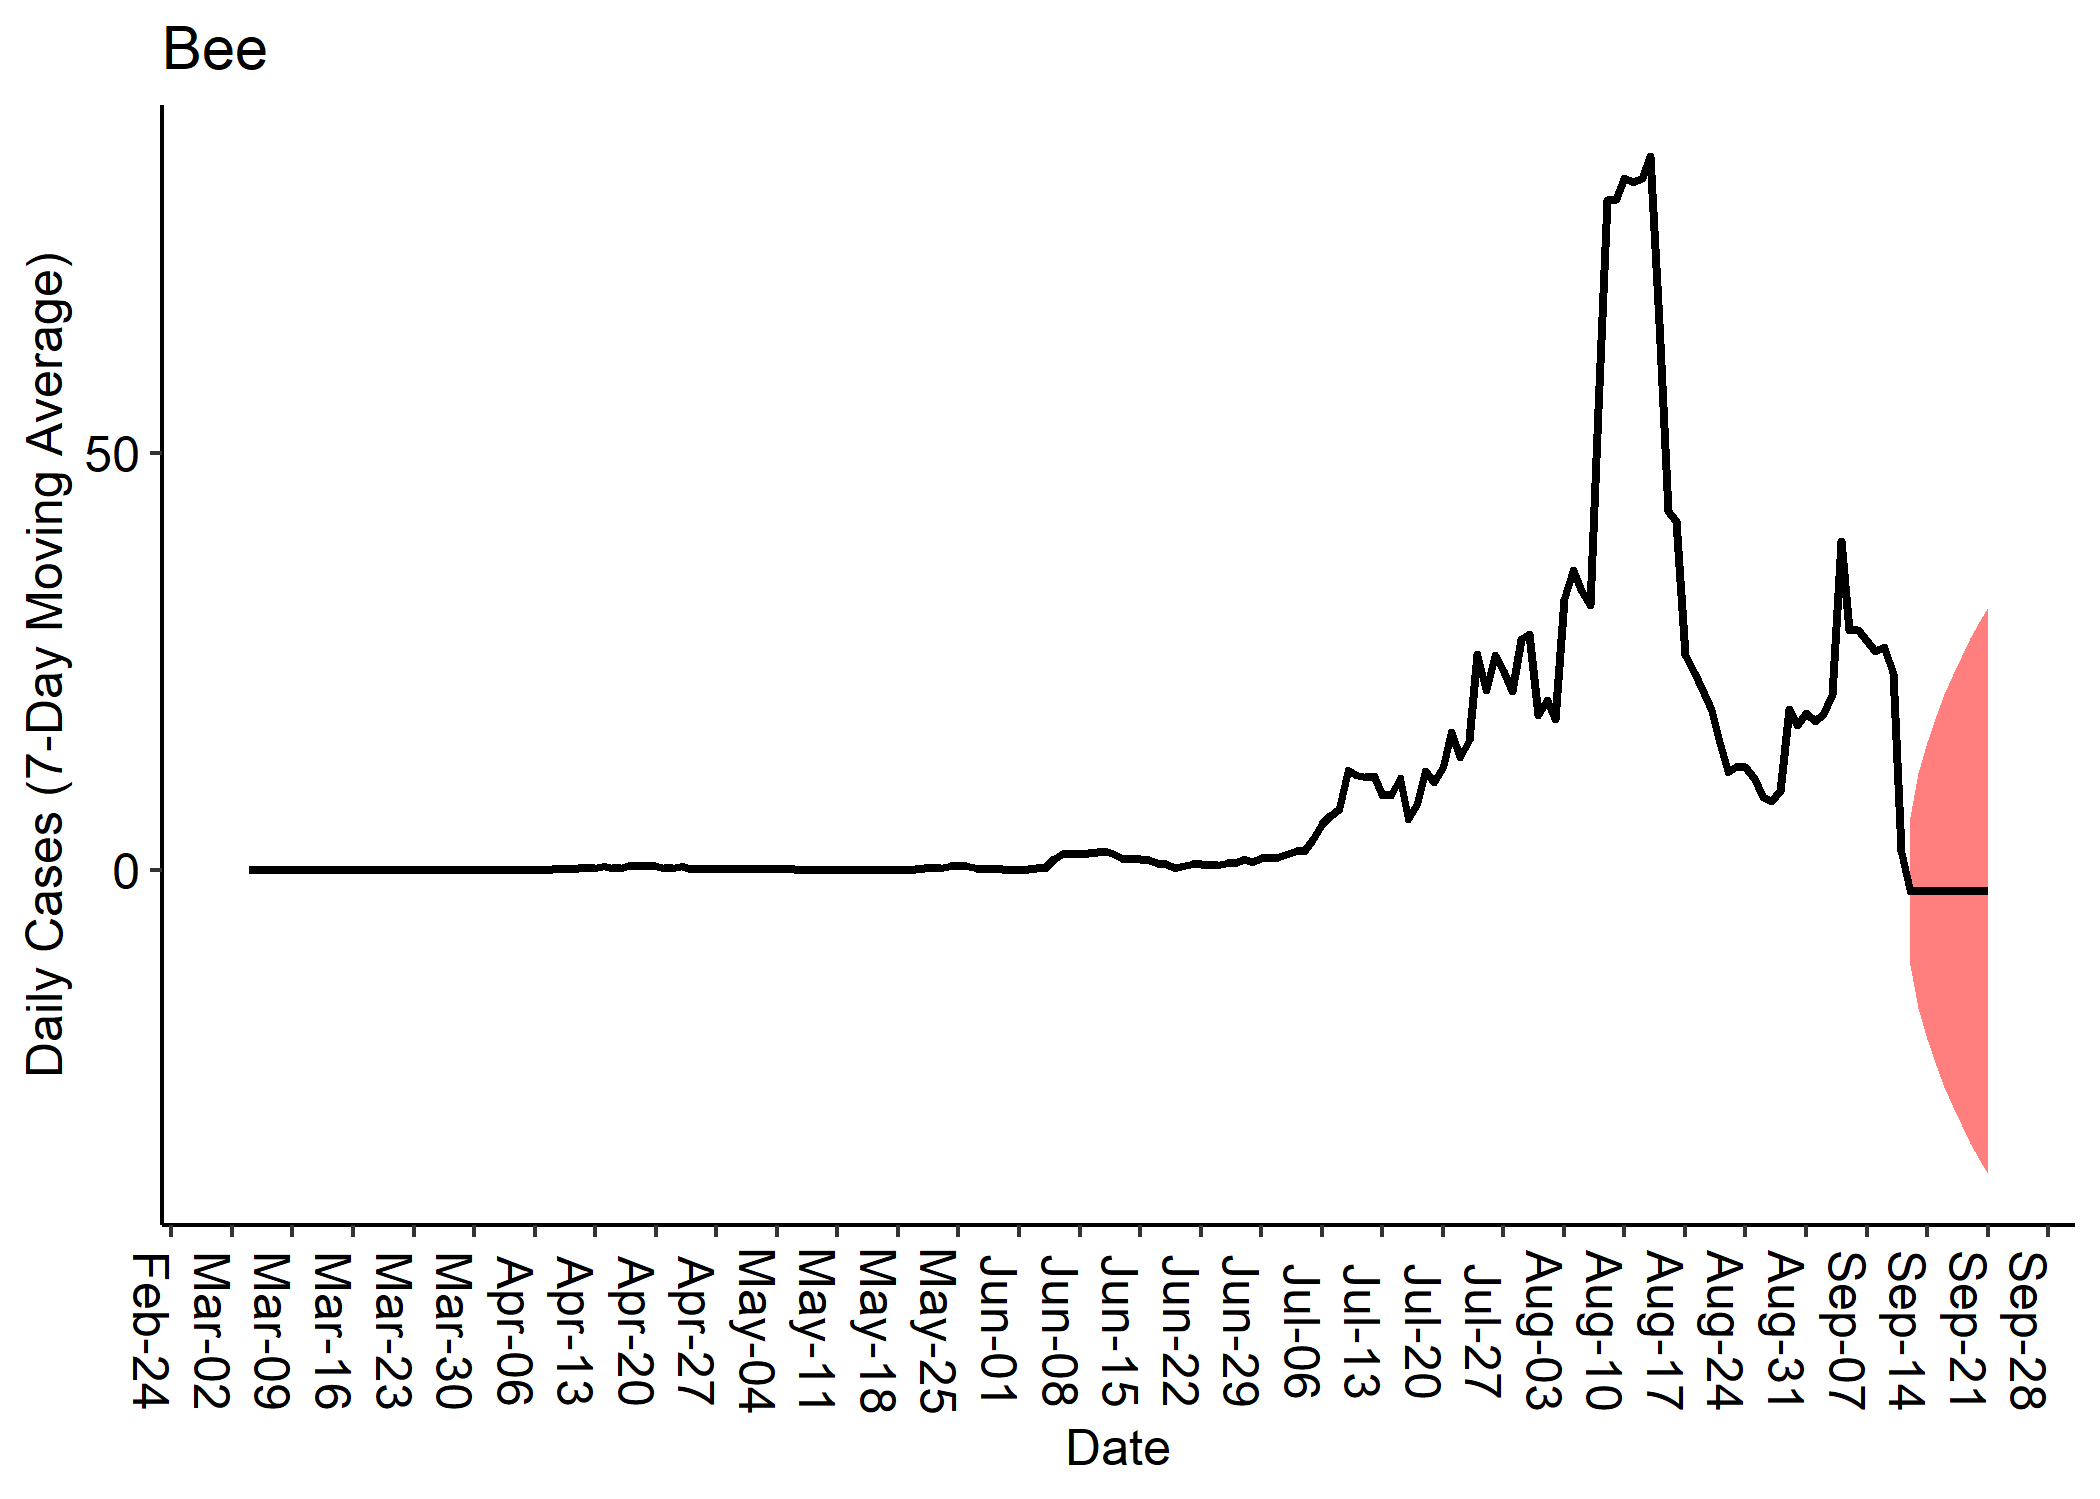 Bee
Daily Cases (7-Day Moving Average)
50
0
Feb-24
Mar-02
Mar-09
Mar-16
Mar-23
Mar-30
Apr-06
Apr-13
Apr-20
Apr-27
May-04
May-11
May-18
May-25
Jun-01
Jun-08
Jun-15
Jun-22
Jun-29
Jul-06
Jul-13
Jul-20
Jul-27
Aug-03
Aug-10
Aug-17
Aug-24
Aug-31
Sep-07
Sep-14
Sep-21
Sep-28
Date